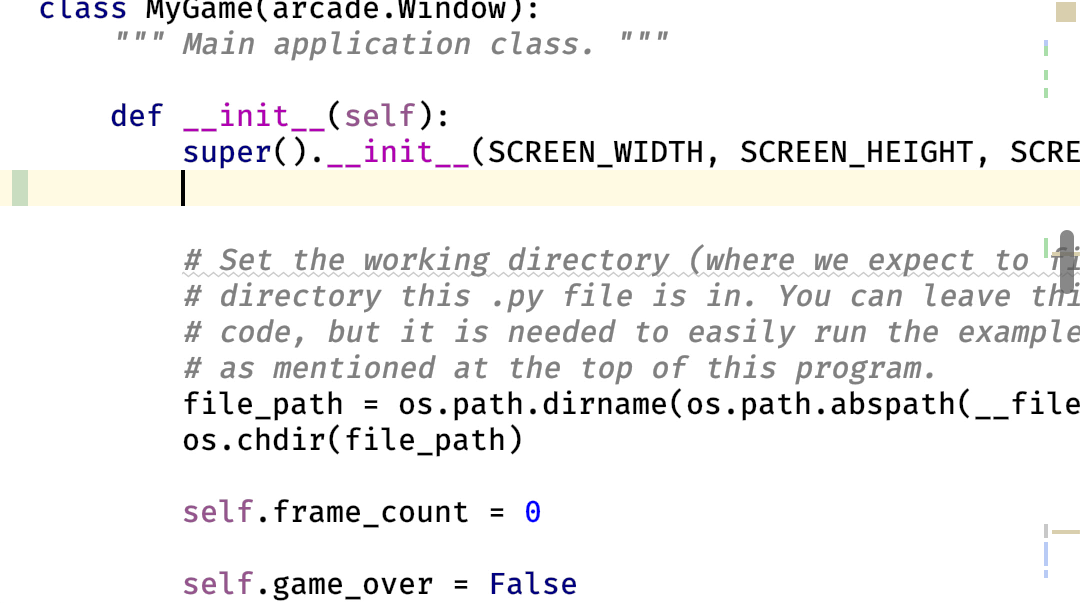 class MyGame(arcade.Window):
""" Main application class. """
def __init__(self):
super().__init__(SCREEN_WIDTH, SCREEN_HEIGHT, SCRE
# Set the working directory (where we expect to fi
# directory this .py file is in. You can leave thi
# code, but it is needed to easily run the example
# as mentioned at the top of this program.
file_path = os.path.dirname(os.path.abspath(__file
os.chdir(file_path)
self.frame_count = 0
self.game_over = False